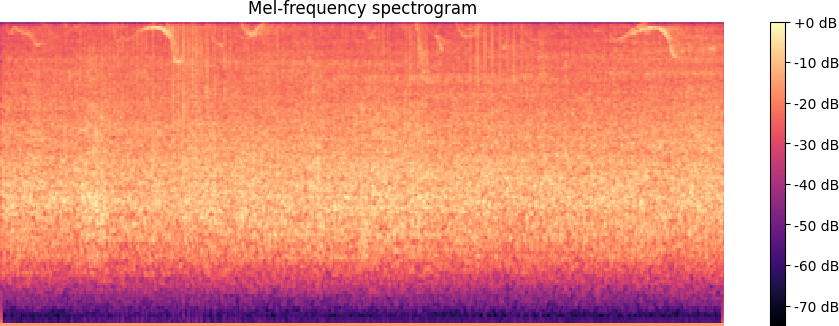 Mel-frequency spectrogram
+0 dB
-10 dB
-20 dB
-30 dB
-40 dB
-50 dB
-60 dB
-70 dB